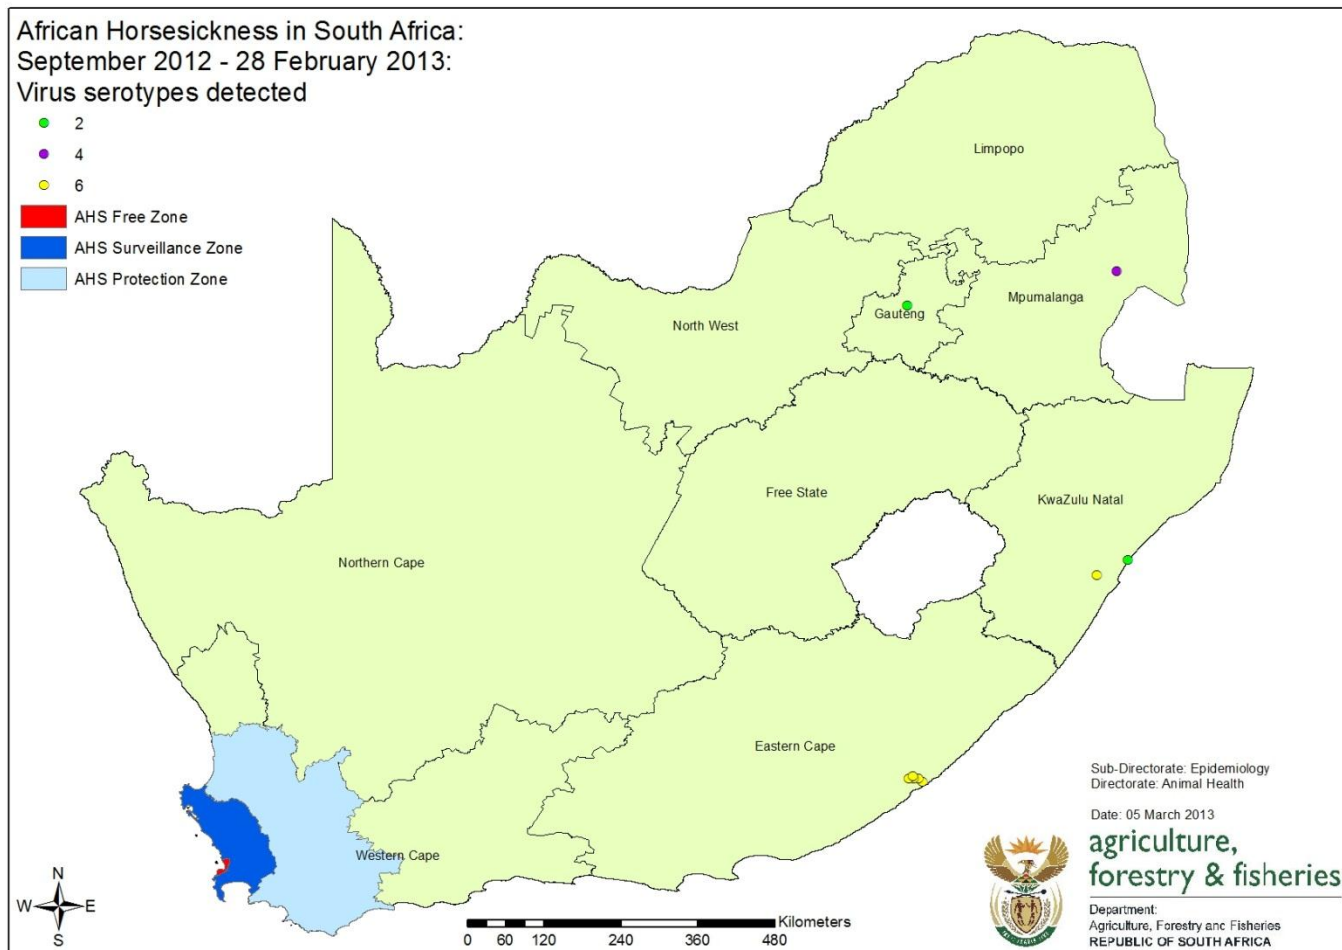 African Horsesickness in South Africa:
September 2012 - 28 February 2013:
Virus serotypes detected
2
4
6
AHS Free Zone
AHS Surveillance Zone
AHS Protection Zone
Limpopo
Mpumalanga
Gauteng
North West
Free State
KwaZulu Natal
Northern Cape
Eastern Cape
Western Cape
N
W E
S
Kilometers
0 60 120 240 360 480
Sub-Directorate: Epidemiology
Directorate: Animal Health
Date: 05 March 2013
agriculture,
forestry & fisheries
Department:
Agriculture, Forestry and Fisheries
REPUBLIC OF SOUTH AFRICA